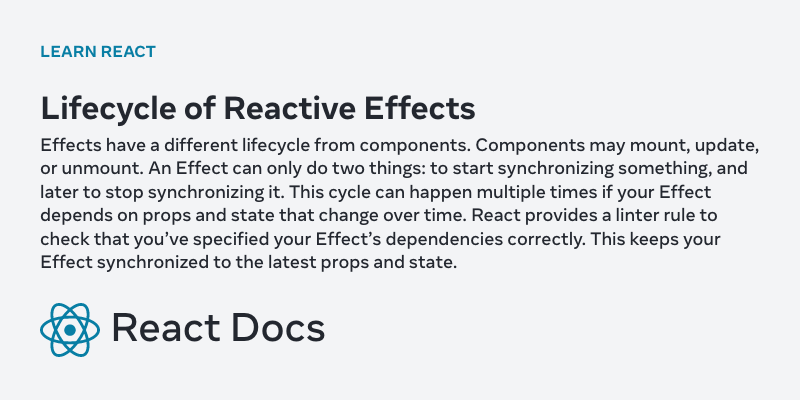 LEARN REACT
Lifecycle of Reactive Effects
Effects have a different lifecycle from components. Components may mount, update,
or unmount. An Effect can only do two things: to start synchronizing something, and
later to stop synchronizing it. This cycle can happen multiple times if your Effect
depends on props and state that change over time. React provides a linter rule to
check that you’ve specified your Effect’s dependencies correctly. This keeps your
Effect synchronized to the latest props and state.
React Docs